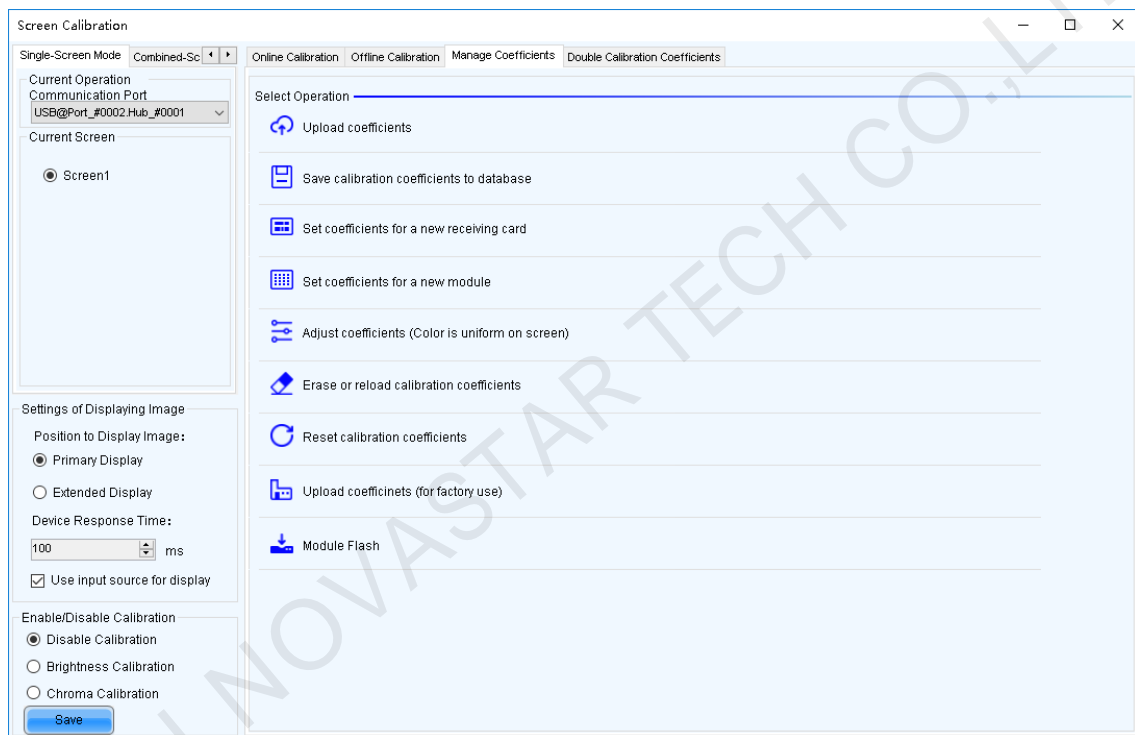 Screen Calibration
Single-Screen Mode
Combined-Sc
Current Operation
Communication Port
USB@Port_#0002.Hub_#0001
Current Screen
Screen1
Settings of Displaying Image
Position to Display Image:
Primary Display
Extended Display
Device Response Time:
100 ms
Use input source for display
Enable/Disable Calibration
Disable Calibration
Brightness Calibration
Chroma Calibration
Save
Online Calibration
Offline Calibration
Manage Coefficients
Double Calibration Coefficients
Select Operation
Upload coefficients
Save calibration coefficients to database
Set coefficients for a new receiving card
Set coefficients for a new module
Adjust coefficients (Color is uniform on screen)
Erase or reload calibration coefficients
Reset calibration coefficients
Upload coefficinets (for factory use)
Module Flash
NOVASTAR TECH CO.,LT